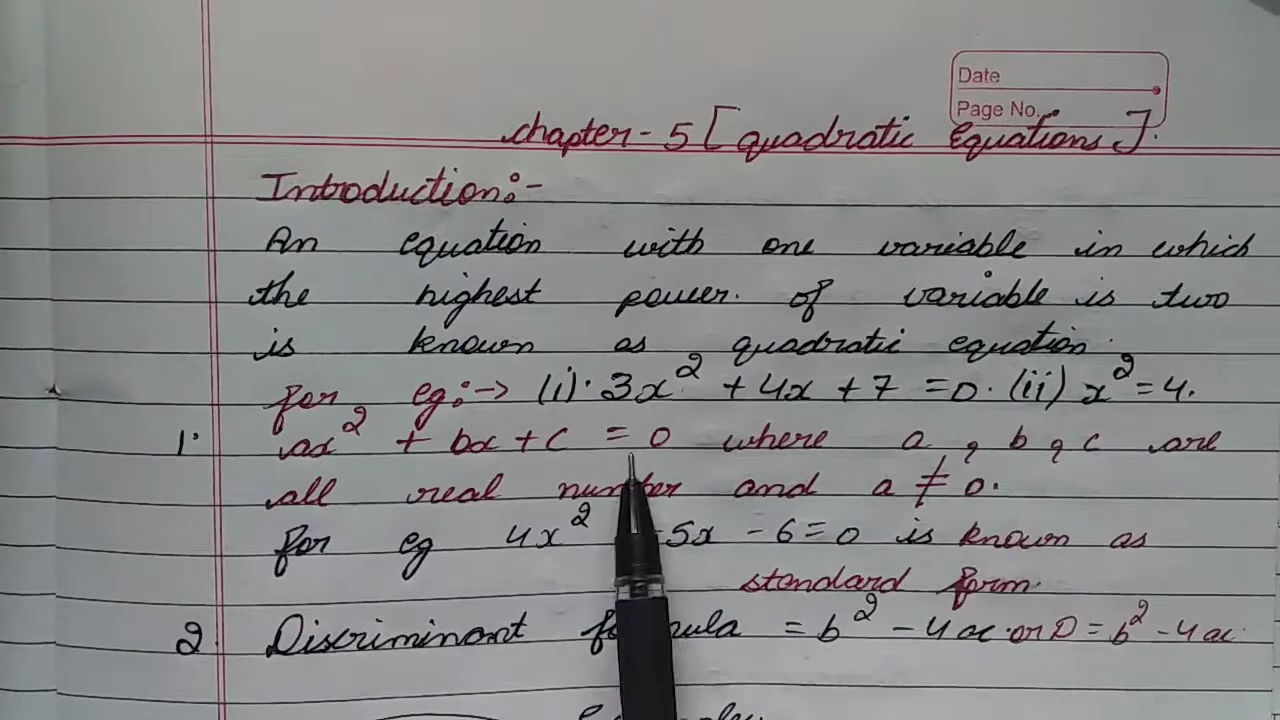 Date
Page No.
chapter - 5 [quadratic Equations].
Introduction:-
An equation with one variable in which
the highest power. of variable is two
is known as quadratic equation.
for eg:→ (i). 3x² + 4x + 7 = 0. (ii) x² = 4.
1. ax² + bx + c = 0 where a, b, c are
all real number and a ≠ 0.
for eg 4x² 5x - 6 = 0 is known as
standard form.
2. Discriminant formula = b² - 4ac. or D = b² - 4ac.